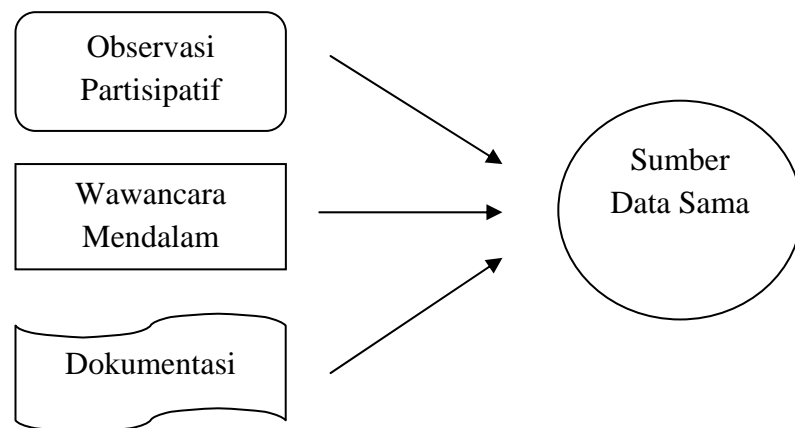 Observasi
Partisipatif
Wawancara
Mendalam
Dokumentasi
Sumber
Data Sama